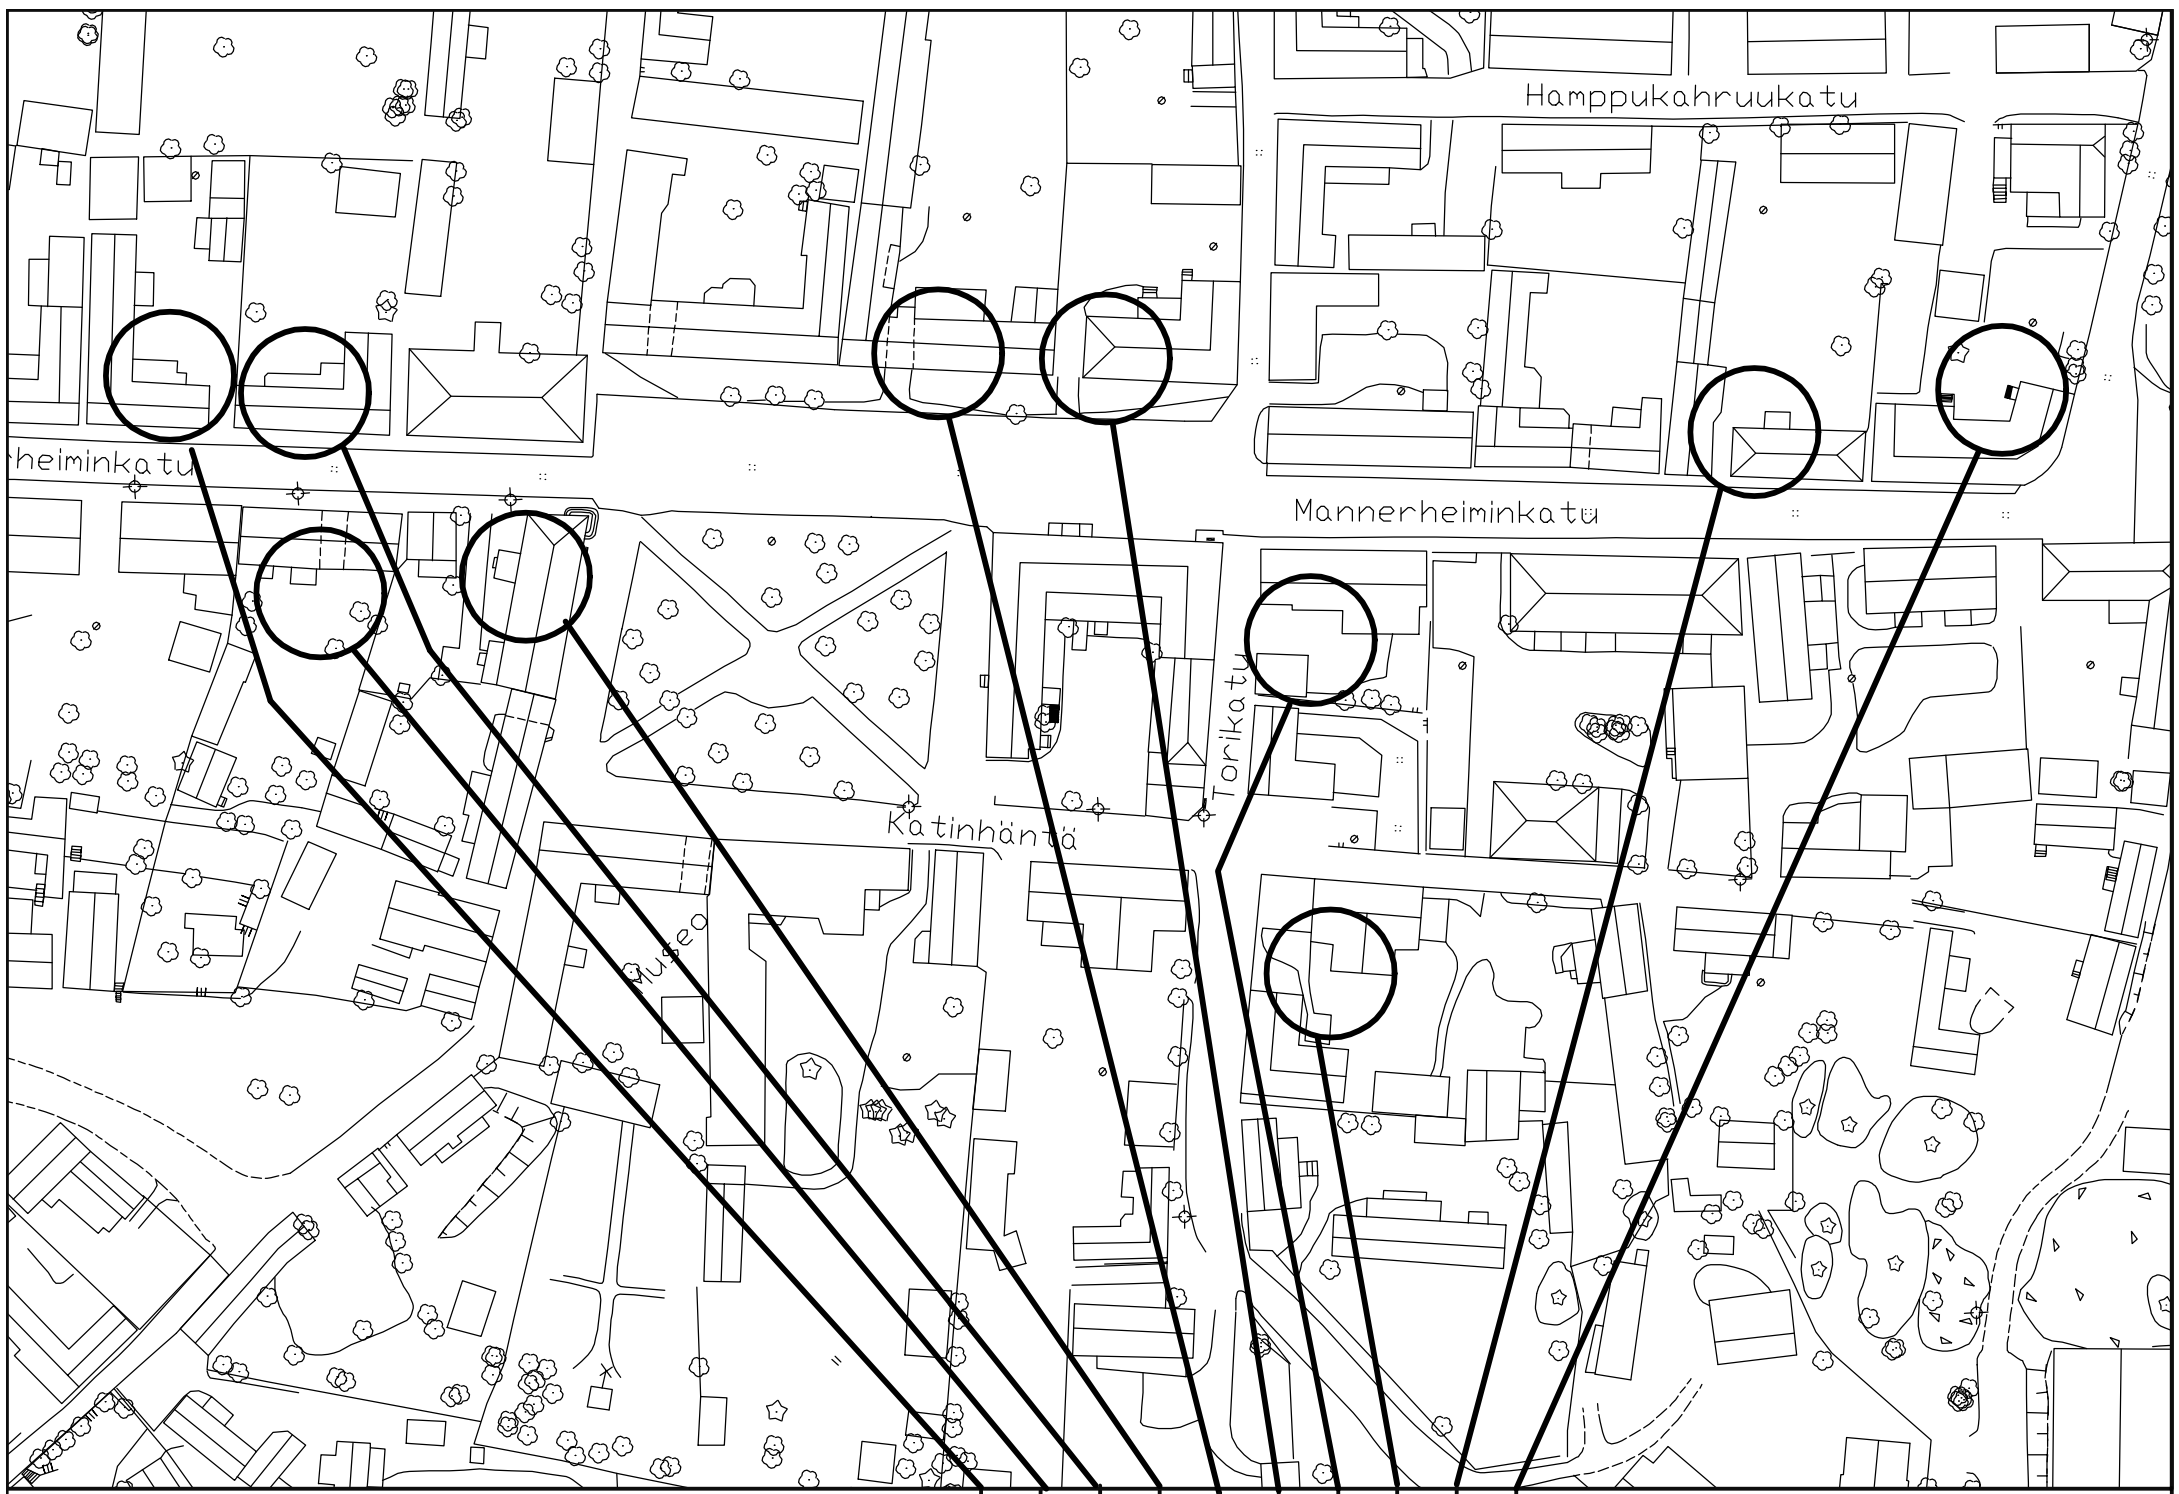 Hamppukahruukatu
heiminkatu
Mannerheiminkatu
Torikatu
Katinhäntä
Museo